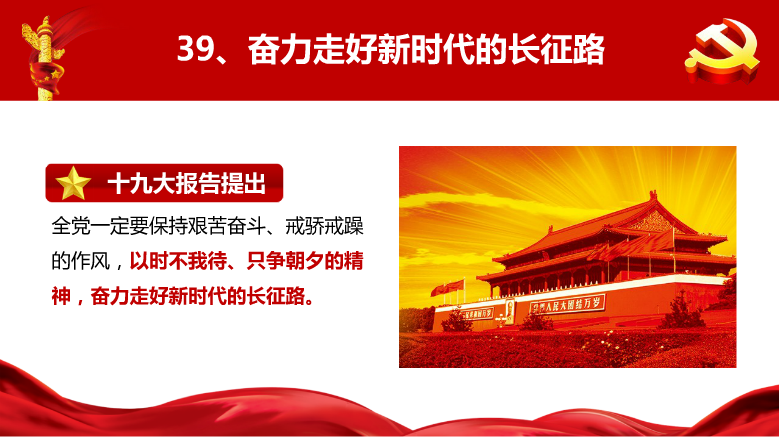 39、奋力走好新时代的长征路
十九大报告提出
全党一定要保持艰苦奋斗、戒骄戒躁
的作风，以时不我待、只争朝夕的精
神，奋力走好新时代的长征路。